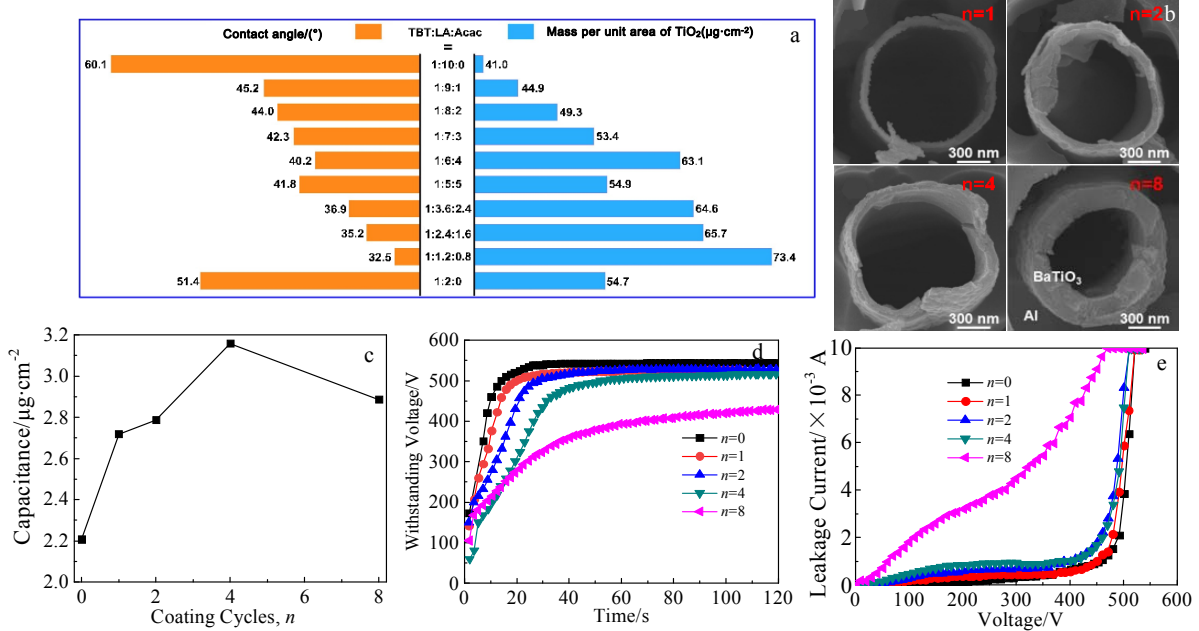 Contact angle/(°) TBT:LA:Acac Mass per unit area of TiO₂(μg·cm⁻²) a
=
60.1 1:10:0 41.0
45.2 1:9:1 44.9
44.0 1:8:2 49.3
42.3 1:7:3 53.4
40.2 1:6:4 63.1
41.8 1:5:5 54.9
36.9 1:3.6:2.4 64.6
35.2 1:2.4:1.6 65.7
32.5 1:1.2:0.8 73.4
51.4 1:2:0 54.7
n=1
300 nm
n=2 b
300 nm
n=4
300 nm
n=8
BaTiO₃
Al
300 nm
c
Capacitance/μg·cm⁻²
3.2
3.0
2.8
2.6
2.4
2.2
2.0
0 2 4 6 8
Coating Cycles, n
d
Withstanding Voltage/V
600
500
400
300
200
100
0
n=0
n=1
n=2
n=4
n=8
0 20 40 60 80 100 120
Time/s
e
Leakage Current/×10⁻³ A
10
8
6
4
2
0
n=0
n=1
n=2
n=4
n=8
0 100 200 300 400 500 600
Voltage/V